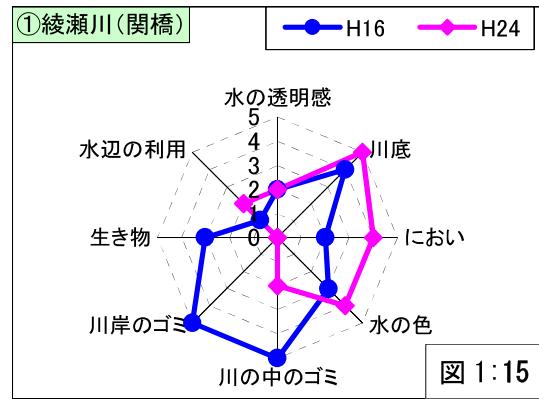 ①綾瀬川(関橋)
H16 H24
水の透明感
5
4
3
2
1
0
川底
におい
水の色
川の中のゴミ
川岸のゴミ
生き物
水辺の利用
図1:15